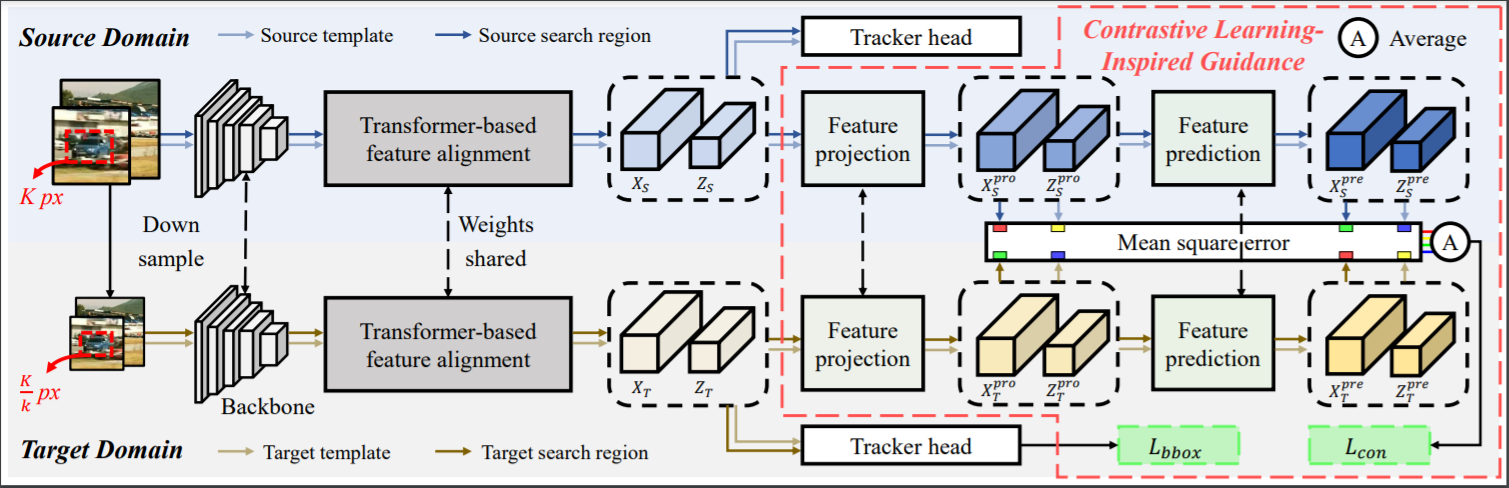 Source Domain
Source template
Source search region
Tracker head
Contrastive Learning-
Inspired Guidance
A
Average
K px
Transformer-based
feature alignment
X_S
Z_S
Feature
projection
X_S^{pro}
Z_S^{pro}
Feature
prediction
X_S^{pre}
Z_S^{pre}
Down
sample
Weights
shared
Mean square error
A
K/k px
Backbone
Transformer-based
feature alignment
X_T
Z_T
Feature
projection
X_T^{pro}
Z_T^{pro}
Feature
prediction
X_T^{pre}
Z_T^{pre}
Target Domain
Target template
Target search region
Tracker head
L_{bbox}
L_{con}